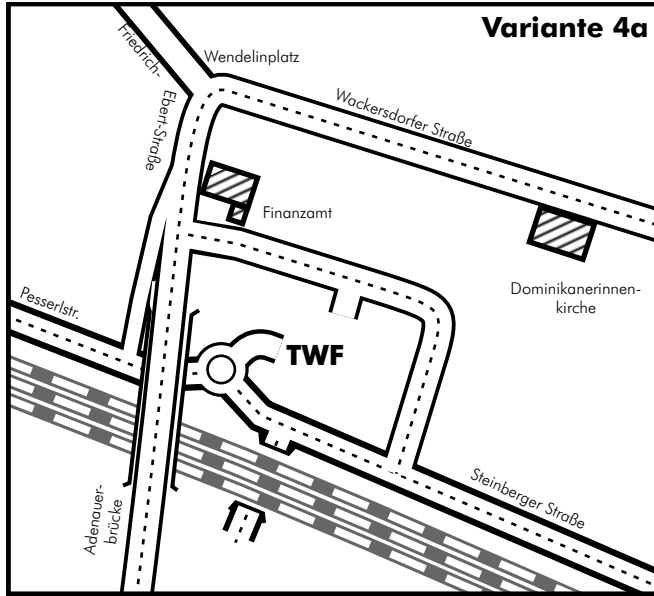 Variante 4a
Friedrich-
Ebert-Straße
Wendelinplatz
Wackersdorfer Straße
Finanzamt
Dominikanerinnen-
kirche
Pesserlstr.
TWF
Steinberger Straße
Adenauer-
brücke